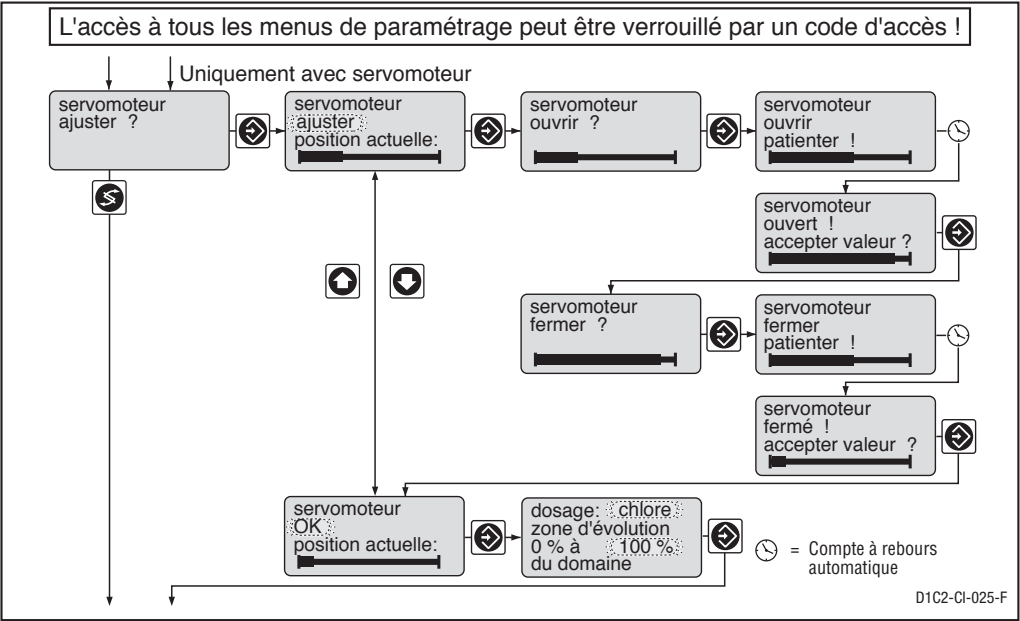 L'accès à tous les menus de paramétrage peut être verrouillé par un code d'accès !
Uniquement avec servomoteur
servomoteur
ajuster ?
servomoteur
ajuster
position actuelle:
servomoteur
ouvrir ?
servomoteur
ouvrir
patienter !
servomoteur
ouvert !
accepter valeur ?
servomoteur
fermer ?
servomoteur
fermer
patienter !
servomoteur
fermé !
accepter valeur ?
servomoteur
OK
position actuelle:
dosage: chlore
zone d'évolution
0 % à 100 %
du domaine
= Compte à rebours
automatique
D1C2-CI-025-F